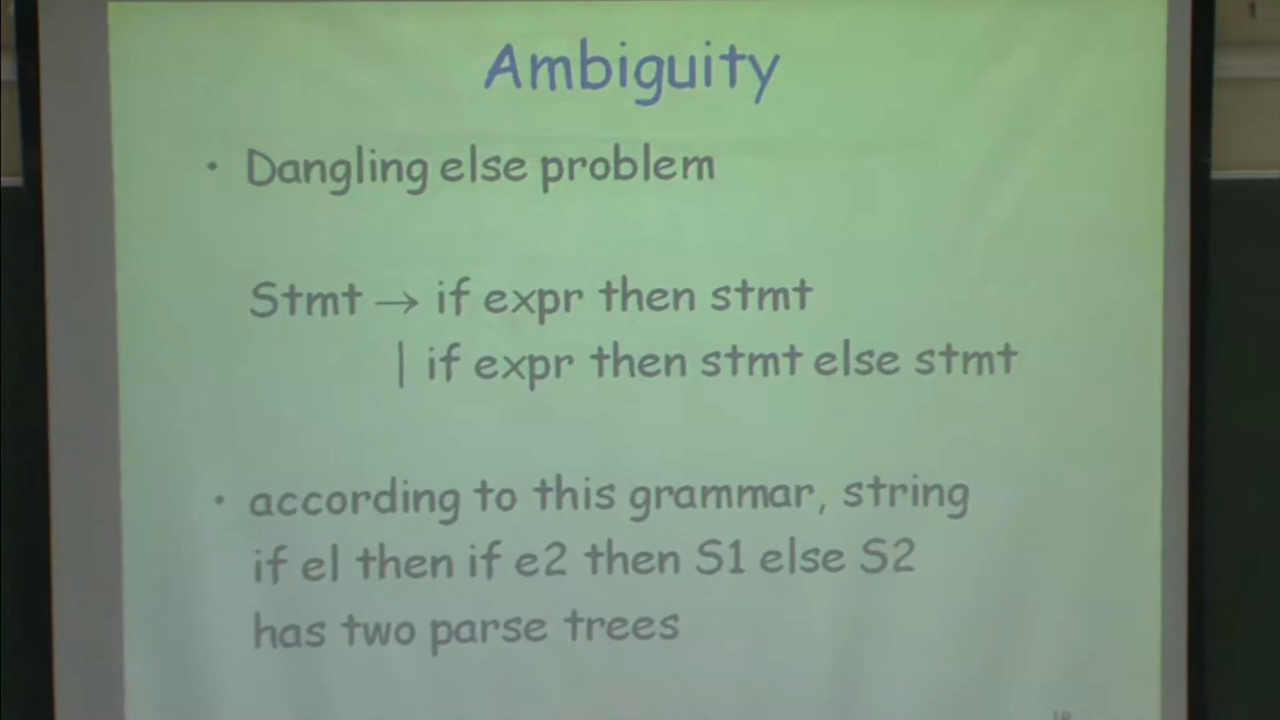 Ambiguity
• Dangling else problem
Stmt → if expr then stmt
| if expr then stmt else stmt
• according to this grammar, string
if el then if e2 then S1 else S2
has two parse trees